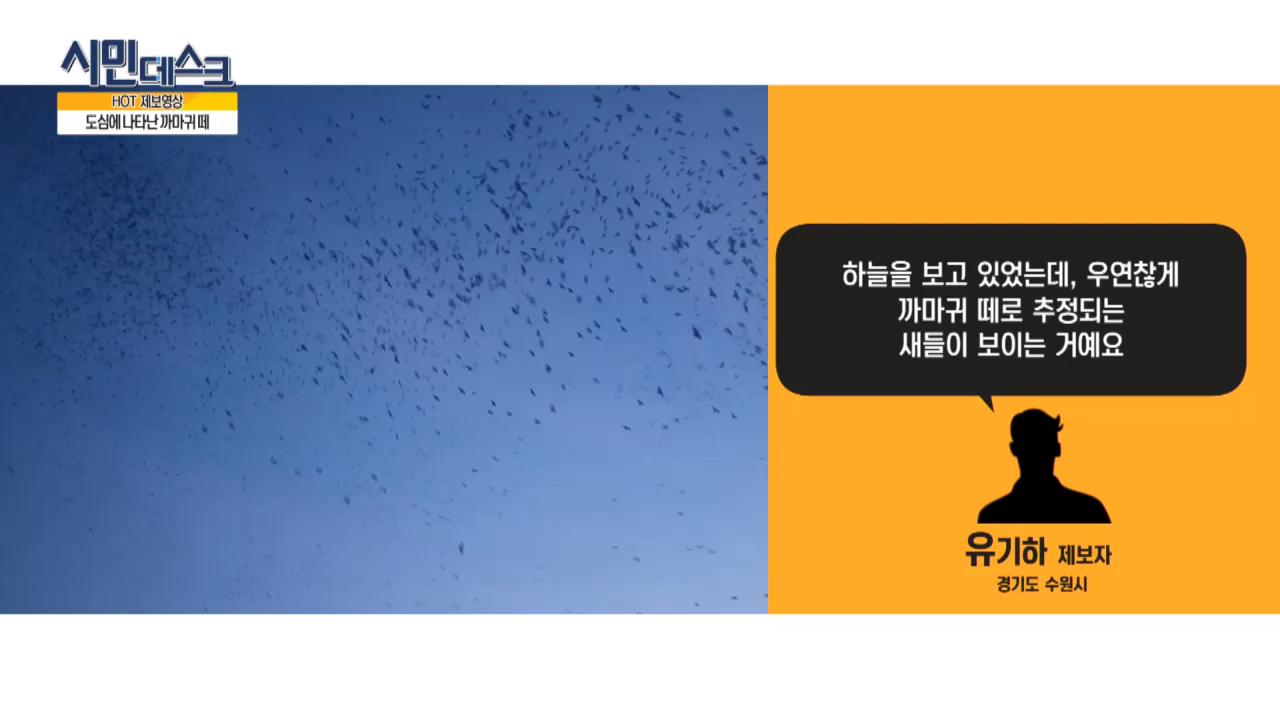 시민데스크
HOT 제보영상
도심에 나타난 까마귀 떼
하늘을 보고 있었는데, 우연찮게
까마귀 떼로 추정되는
새들이 보이는 거예요
유기하 제보자
경기도 수원시